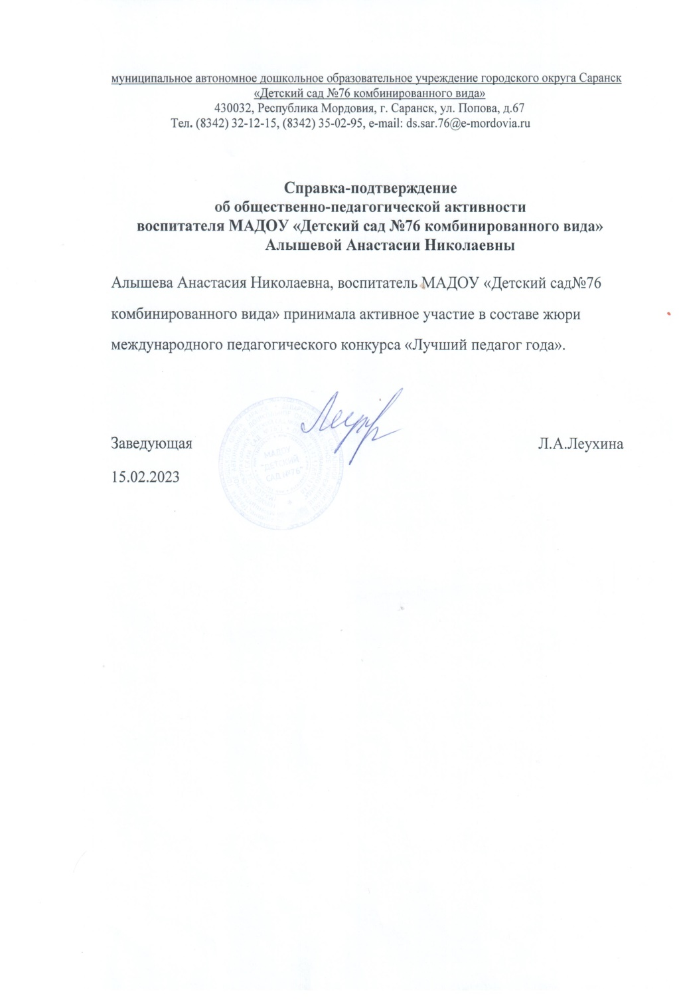 муниципальное автономное дошкольное образовательное учреждение городского округа Саранск
«Детский сад №76 комбинированного вида»
430032, Республика Мордовия, г. Саранск, ул. Попова, д.67
Тел. (8342) 32-12-15, (8342) 35-02-95, e-mail: ds.sar.76@e-mordovia.ru
Справка-подтверждение
об общественно-педагогической активности
воспитателя МАДОУ «Детский сад №76 комбинированного вида»
Алышевой Анастасии Николаевны
Алышева Анастасия Николаевна, воспитатель МАДОУ «Детский сад№76
комбинированного вида» принимала активное участие в составе жюри
международного педагогического конкурса «Лучший педагог года».
Заведующая Л.А.Леухина
МАДОУ
"ДЕТСКИЙ
САД №76"
15.02.2023